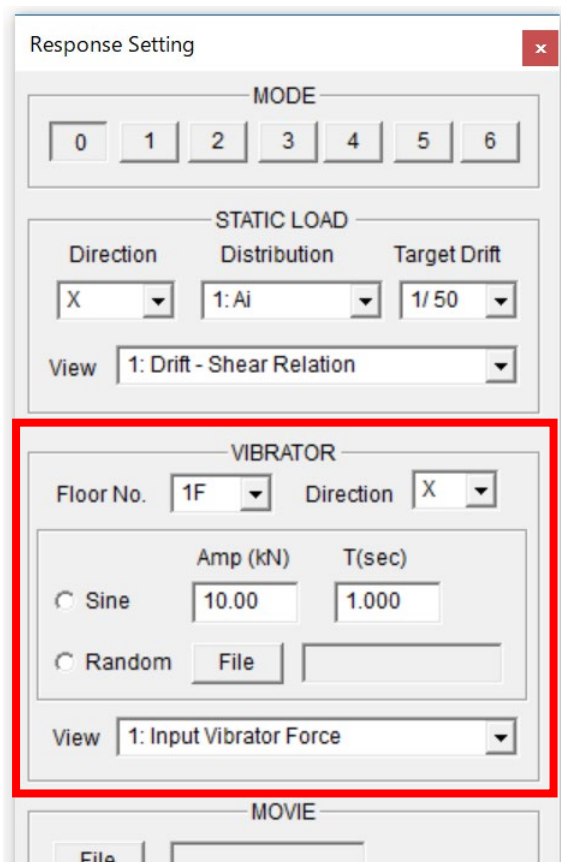 Response Setting
×
MODE
0 1 2 3 4 5 6
STATIC LOAD
Direction Distribution Target Drift
X 1: Ai 1/ 50
View 1: Drift - Shear Relation
VIBRATOR
Floor No. 1F Direction X
Amp (kN) T(sec)
Sine 10.00 1.000
Random File
View 1: Input Vibrator Force
MOVIE
File